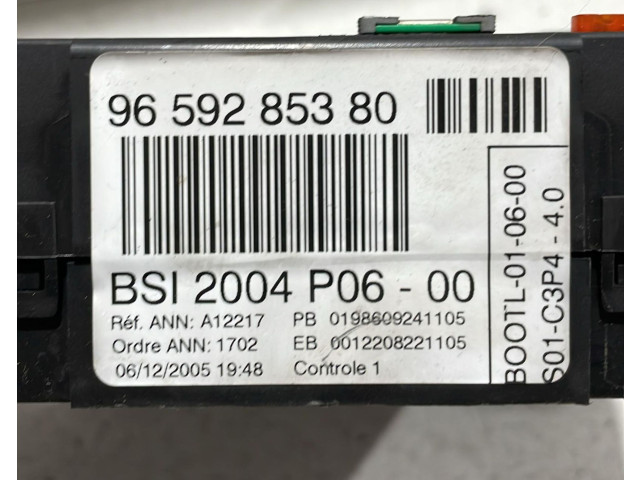 96 592 853 80
BSI 2004 P06 - 00
Réf. ANN: A12217 PB 0198609241105
Ordre ANN: 1702 EB 0012208221105
06/12/2005 19:48 Controle 1
BOOTL-01-06-00
S01-C3P4 - 4.0